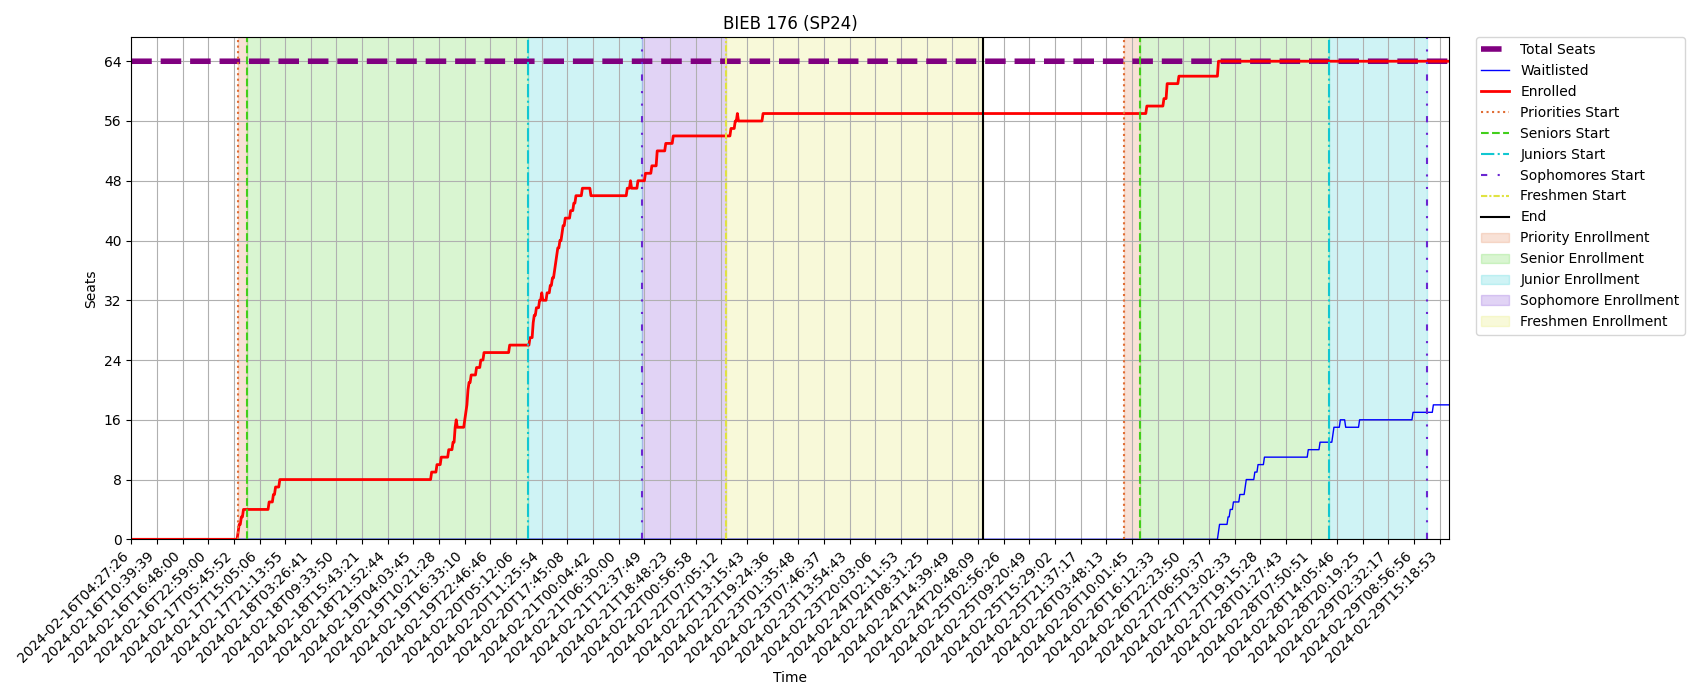 BIEB 176 (SP24)
Seats
64
56
48
40
32
24
16
8
0
2024-02-16T04:27:26
2024-02-16T10:39:39
2024-02-16T16:48:00
2024-02-16T22:59:00
2024-02-17T05:45:52
2024-02-17T15:05:06
2024-02-17T21:13:55
2024-02-18T03:26:41
2024-02-18T09:33:50
2024-02-18T15:43:21
2024-02-18T21:52:44
2024-02-19T04:03:45
2024-02-19T10:21:28
2024-02-19T16:33:10
2024-02-19T22:46:46
2024-02-20T05:12:06
2024-02-20T11:25:54
2024-02-20T17:45:08
2024-02-21T00:04:42
2024-02-21T06:30:00
2024-02-21T12:37:49
2024-02-21T18:48:23
2024-02-22T00:56:58
2024-02-22T07:05:12
2024-02-22T13:15:43
2024-02-22T19:24:36
2024-02-23T01:35:48
2024-02-23T07:46:37
2024-02-23T13:54:43
2024-02-23T20:03:06
2024-02-24T02:11:53
2024-02-24T08:31:25
2024-02-24T14:39:49
2024-02-24T20:48:09
2024-02-25T02:56:26
2024-02-25T09:20:49
2024-02-25T15:29:02
2024-02-25T21:37:17
2024-02-26T03:48:13
2024-02-26T10:01:45
2024-02-26T16:12:33
2024-02-26T22:23:50
2024-02-27T06:50:37
2024-02-27T13:02:33
2024-02-27T19:15:28
2024-02-28T01:27:43
2024-02-28T07:50:51
2024-02-28T14:05:46
2024-02-28T20:19:25
2024-02-29T02:32:17
2024-02-29T08:56:56
2024-02-29T15:18:53
Time
Total Seats
Waitlisted
Enrolled
Priorities Start
Seniors Start
Juniors Start
Sophomores Start
Freshmen Start
End
Priority Enrollment
Senior Enrollment
Junior Enrollment
Sophomore Enrollment
Freshmen Enrollment